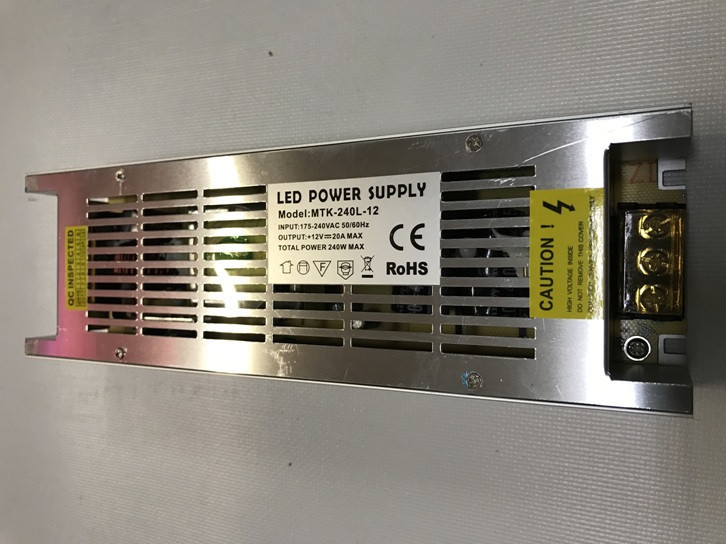 LED POWER SUPPLY
Model:MTK-240L-12
INPUT:175-240VAC 50/60Hz
OUTPUT:+12V⎓20A MAX
TOTAL POWER 240W MAX
CE
RoHS
F
QC INSPECTED
CAUTION !
HIGH VOLTAGE INSIDE
DO NOT REMOVE THIS COVER